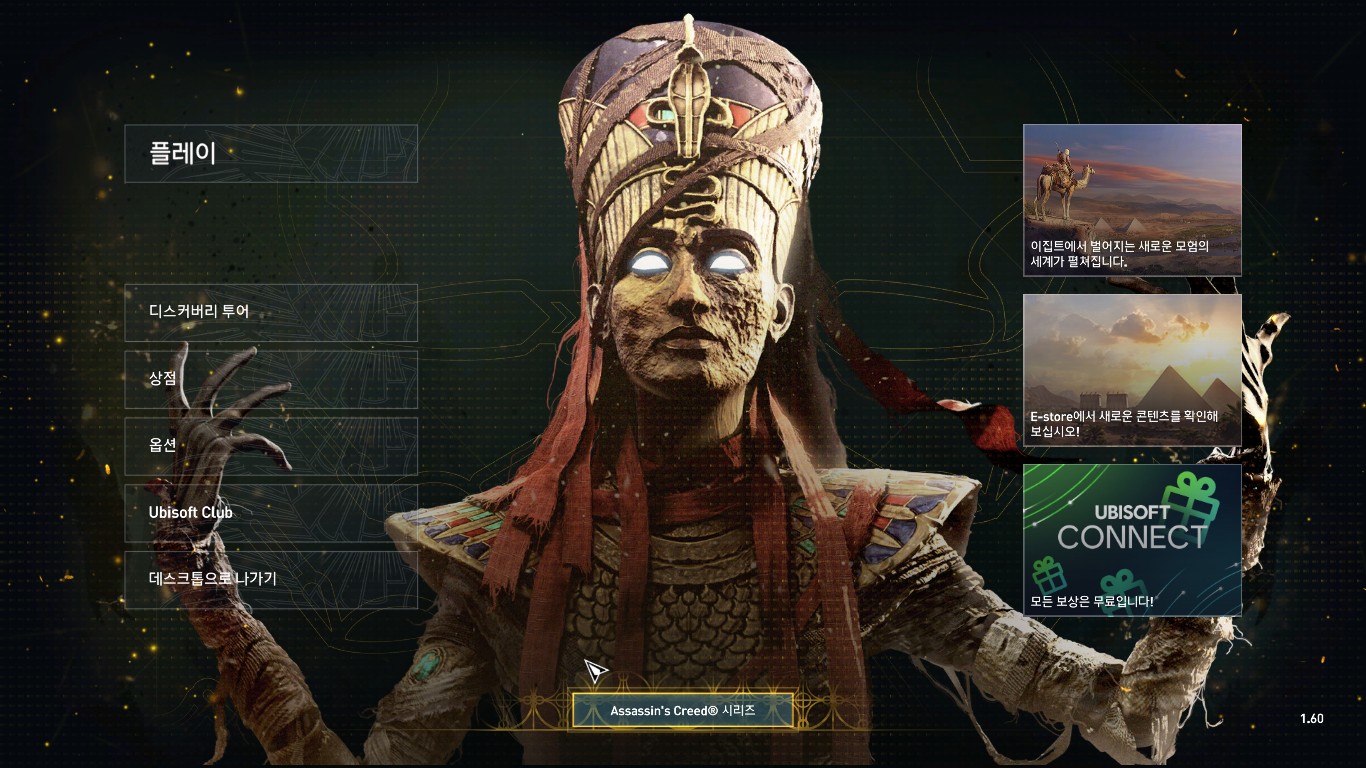 플레이
디스커버리 투어
상점
옵션
Ubisoft Club
데스크톱으로 나가기
이집트에서 벌어지는 새로운 모험의
세계가 펼쳐집니다.
E-store에서 새로운 콘텐츠를 확인해
보십시오!
UBISOFT
CONNECT
모든 보상은 무료입니다!
Assassin's Creed® 시리즈
1.60